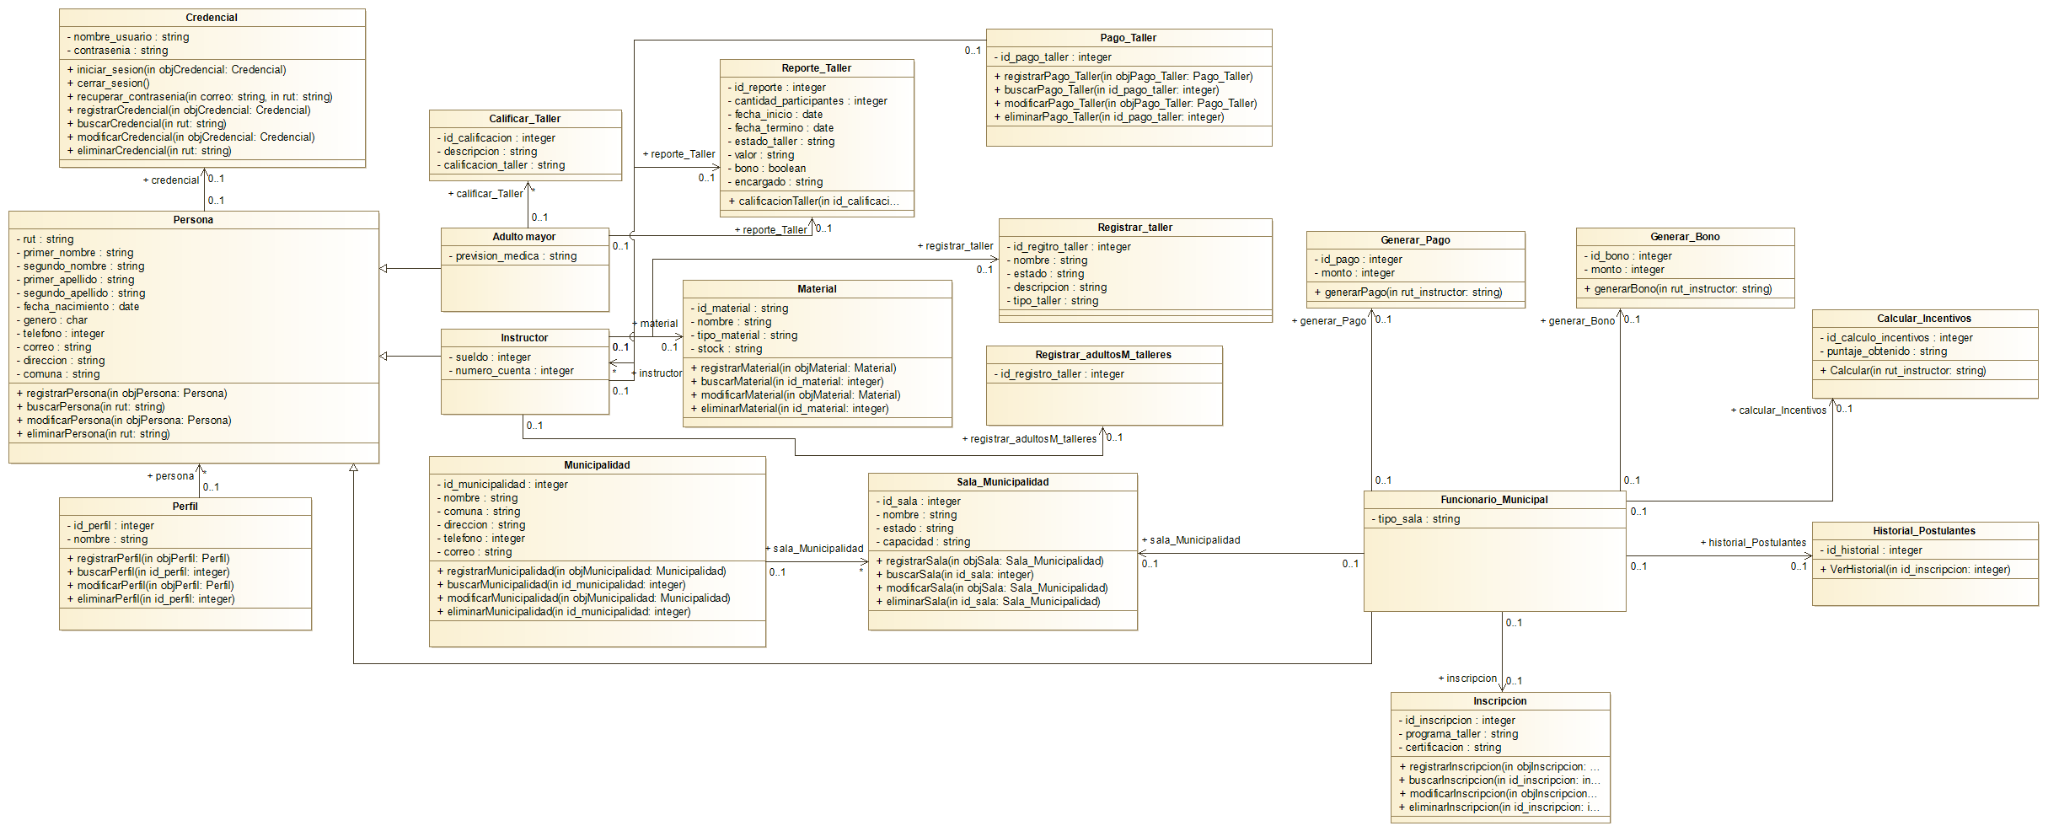 Credencial
- nombre_usuario : string
- contrasenia : string
+ iniciar_sesion(in objCredencial: Credencial)
+ cerrar_sesion()
+ recuperar_contrasenia(in correo: string, in rut: string)
+ registrarCredencial(in objCredencial: Credencial)
+ buscarCredencial(in rut: string)
+ modificarCredencial(in objCredencial: Credencial)
+ eliminarCredencial(in rut: string)
+ credencial
0..1
0..1
Persona
- rut : string
- primer_nombre : string
- segundo_nombre : string
- primer_apellido : string
- segundo_apellido : string
- fecha_nacimiento : date
- genero : char
- telefono : integer
- correo : string
- direccion : string
- comuna : string
+ registrarPersona(in objPersona: Persona)
+ buscarPersona(in rut: string)
+ modificarPersona(in objPersona: Persona)
+ eliminarPersona(in rut: string)
+ persona
*
0..1
Perfil
- id_perfil : integer
- nombre : string
+ registrarPerfil(in objPerfil: Perfil)
+ buscarPerfil(in id_perfil: integer)
+ modificarPerfil(in objPerfil: Perfil)
+ eliminarPerfil(in id_perfil: integer)
Calificar_Taller
- id_calificacion : integer
- descripcion : string
- calificacion_taller : string
+ calificar_Taller
*
0..1
Adulto mayor
- prevision_medica : string
0..1
Instructor
- sueldo : integer
- numero_cuenta : integer
0..1
*
+ instructor
0..1
0..1
Reporte_Taller
- id_reporte : integer
- cantidad_participantes : integer
- fecha_inicio : date
- fecha_termino : date
- estado_taller : string
- valor : string
- bono : boolean
- encargado : string
+ calificacionTaller(in id_calificaci...
+ reporte_Taller
0..1
+ reporte_Taller
0..1
Pago_Taller
- id_pago_taller : integer
+ registrarPago_Taller(in objPago_Taller: Pago_Taller)
+ buscarPago_Taller(in id_pago_taller: integer)
+ modificarPago_Taller(in objPago_Taller: Pago_Taller)
+ eliminarPago_Taller(in id_pago_taller: integer)
0..1
Registrar_taller
- id_regitro_taller : integer
- nombre : string
- estado : string
- descripcion : string
- tipo_taller : string
+ registrar_taller
0..1
Material
- id_material : string
- nombre : string
- tipo_material : string
- stock : string
+ registrarMaterial(in objMaterial: Material)
+ buscarMaterial(in id_material: integer)
+ modificarMaterial(in objMaterial: Material)
+ eliminarMaterial(in id_material: integer)
+ material
0..1
Registrar_adultosM_talleres
- id_registro_taller : integer
+ registrar_adultosM_talleres
0..1
Municipalidad
- id_municipalidad : integer
- nombre : string
- comuna : string
- direccion : string
- telefono : integer
- correo : string
+ registrarMunicipalidad(in objMunicipalidad: Municipalidad)
+ buscarMunicipalidad(in id_municipalidad: integer)
+ modificarMunicipalidad(in objMunicipalidad: Municipalidad)
+ eliminarMunicipalidad(in id_municipalidad: integer)
+ sala_Municipalidad
0..1
*
Sala_Municipalidad
- id_sala : integer
- nombre : string
- estado : string
- capacidad : string
+ registrarSala(in objSala: Sala_Municipalidad)
+ buscarSala(in id_sala: integer)
+ modificarSala(in objSala: Sala_Municipalidad)
+ eliminarSala(in id_sala: Sala_Municipalidad)
+ sala_Municipalidad
0..1
0..1
Generar_Pago
- id_pago : integer
- monto : integer
+ generarPago(in rut_instructor: string)
+ generar_Pago
0..1
0..1
Generar_Bono
- id_bono : integer
- monto : integer
+ generarBono(in rut_instructor: string)
+ generar_Bono
0..1
0..1
Calcular_Incentivos
- id_calculo_incentivos : integer
- puntaje_obtenido : string
+ Calcular(in rut_instructor: string)
+ calcular_Incentivos
0..1
0..1
Funcionario_Municipal
- tipo_sala : string
Historial_Postulantes
- id_historial : integer
+ VerHistorial(in id_inscripcion: integer)
+ historial_Postulantes
0..1
0..1
0..1
+ inscripcion
0..1
Inscripcion
- id_inscripcion : integer
- programa_taller : string
- certificacion : string
+ registrarInscripcion(in objInscripcion: ...
+ buscarInscripcion(in id_inscripcion: in...
+ modificarInscripcion(in objInscripcion...
+ eliminarInscripcion(in id_inscripcion: i...